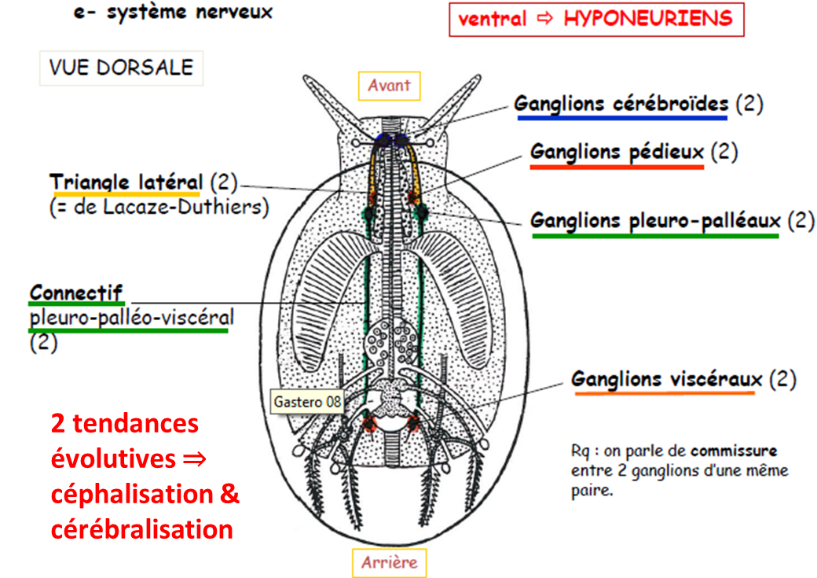 e- système nerveux
ventral ⇨ HYPONEURIENS
VUE DORSALE
Avant
Ganglions cérébroïdes (2)
Ganglions pédieux (2)
Triangle latéral (2)
(= de Lacaze-Duthiers)
Ganglions pleuro-palléaux (2)
Connectif
pleuro-palléo-viscéral
(2)
Ganglions viscéraux (2)
Gastero 08
2 tendances
évolutives ⇒
céphalisation &
cérébralisation
Rq : on parle de commissure
entre 2 ganglions d'une même
paire.
Arrière